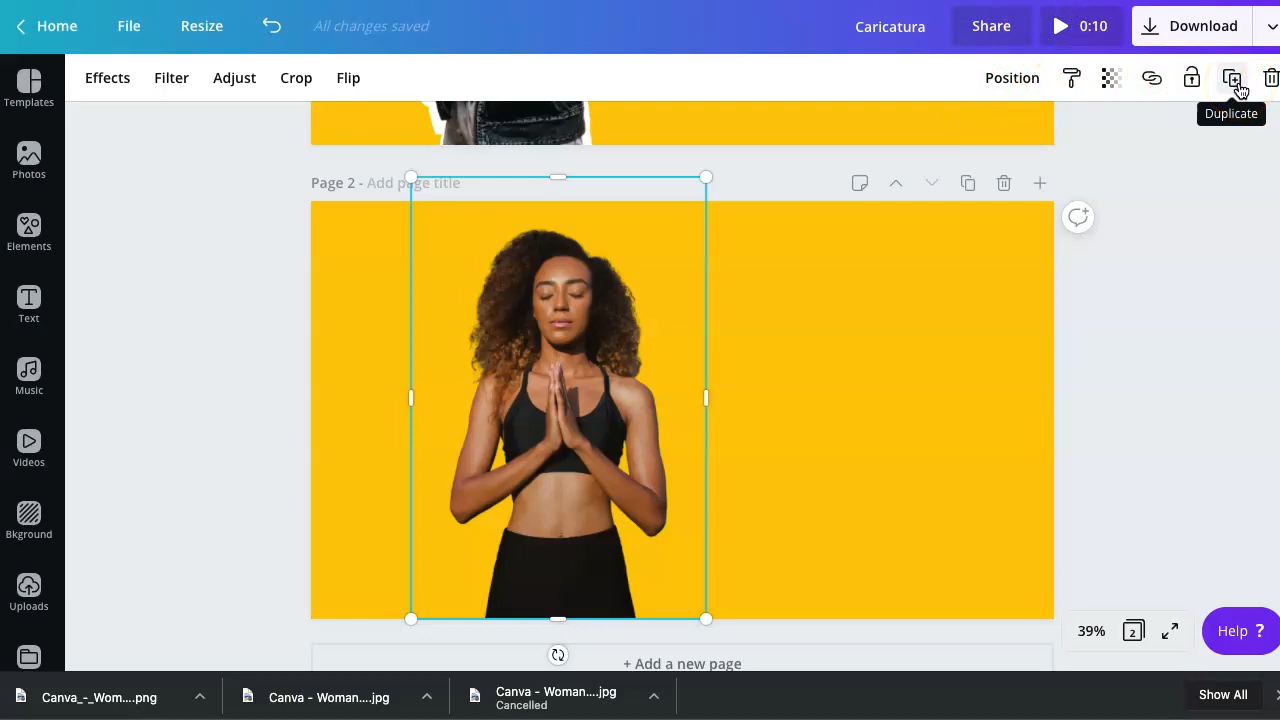 Home File Resize All changes saved Caricatura Share 0:10 Download
Effects Filter Adjust Crop Flip Position
Duplicate
Templates
Photos
Elements
Text
Music
Videos
Bkground
Uploads
Page 2 - Add page title
+ Add a new page
39% 2 Help ?
Canva_-_Wom....png Canva - Woman....jpg Canva - Woman....jpg Show All
Cancelled